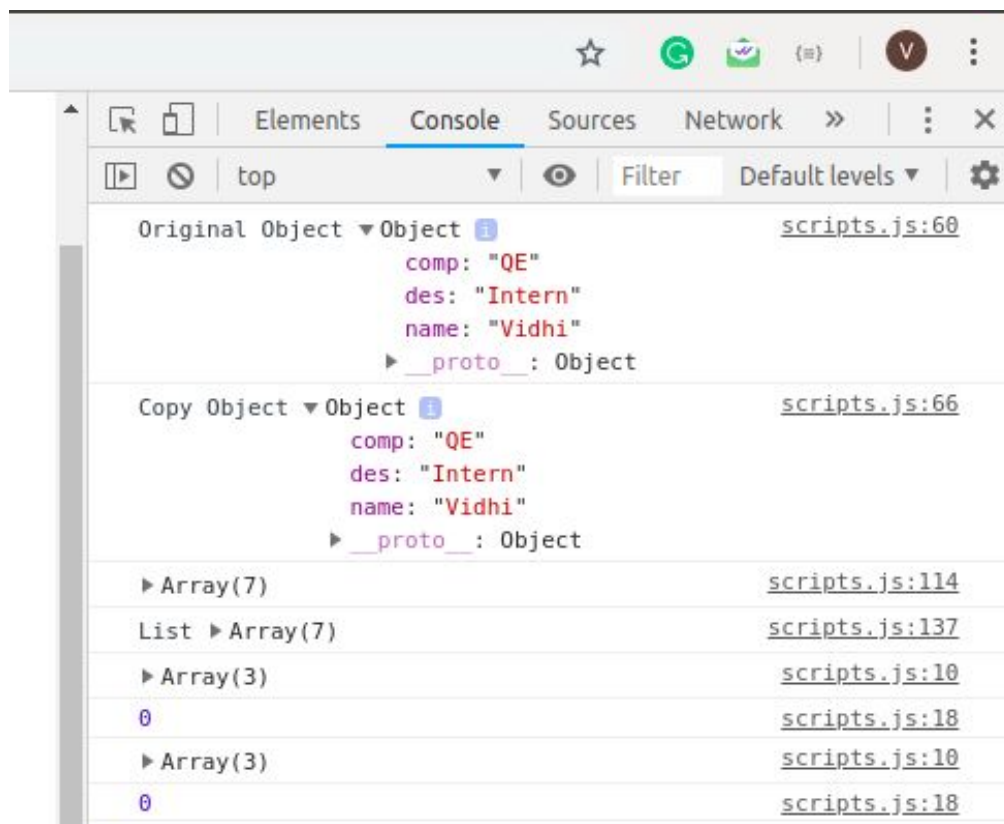 V
Elements Console Sources Network »
top Filter Default levels ▼
Original Object ▼Object i scripts.js:60
comp: "QE"
des: "Intern"
name: "Vidhi"
▶__proto__: Object
Copy Object ▼Object i scripts.js:66
comp: "QE"
des: "Intern"
name: "Vidhi"
▶__proto__: Object
▶Array(7) scripts.js:114
List ▶Array(7) scripts.js:137
▶Array(3) scripts.js:10
0 scripts.js:18
▶Array(3) scripts.js:10
0 scripts.js:18